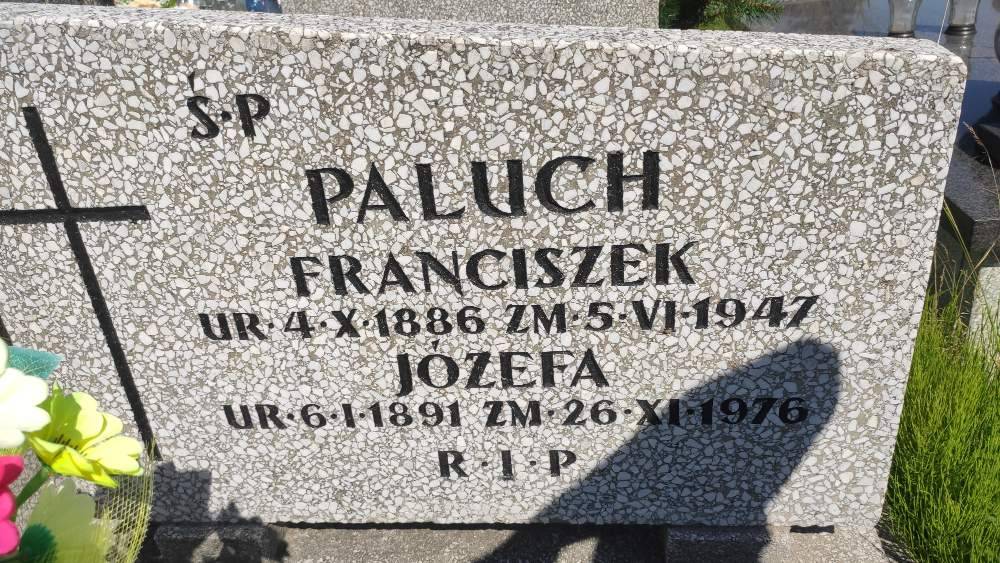 Ś·P
PALUCH
FRANCISZEK
UR·4·X·1886 ZM·5·VI·1947
JÓZEFA
UR·6·I·1891 ZM·26·XI·1976
R·I·P